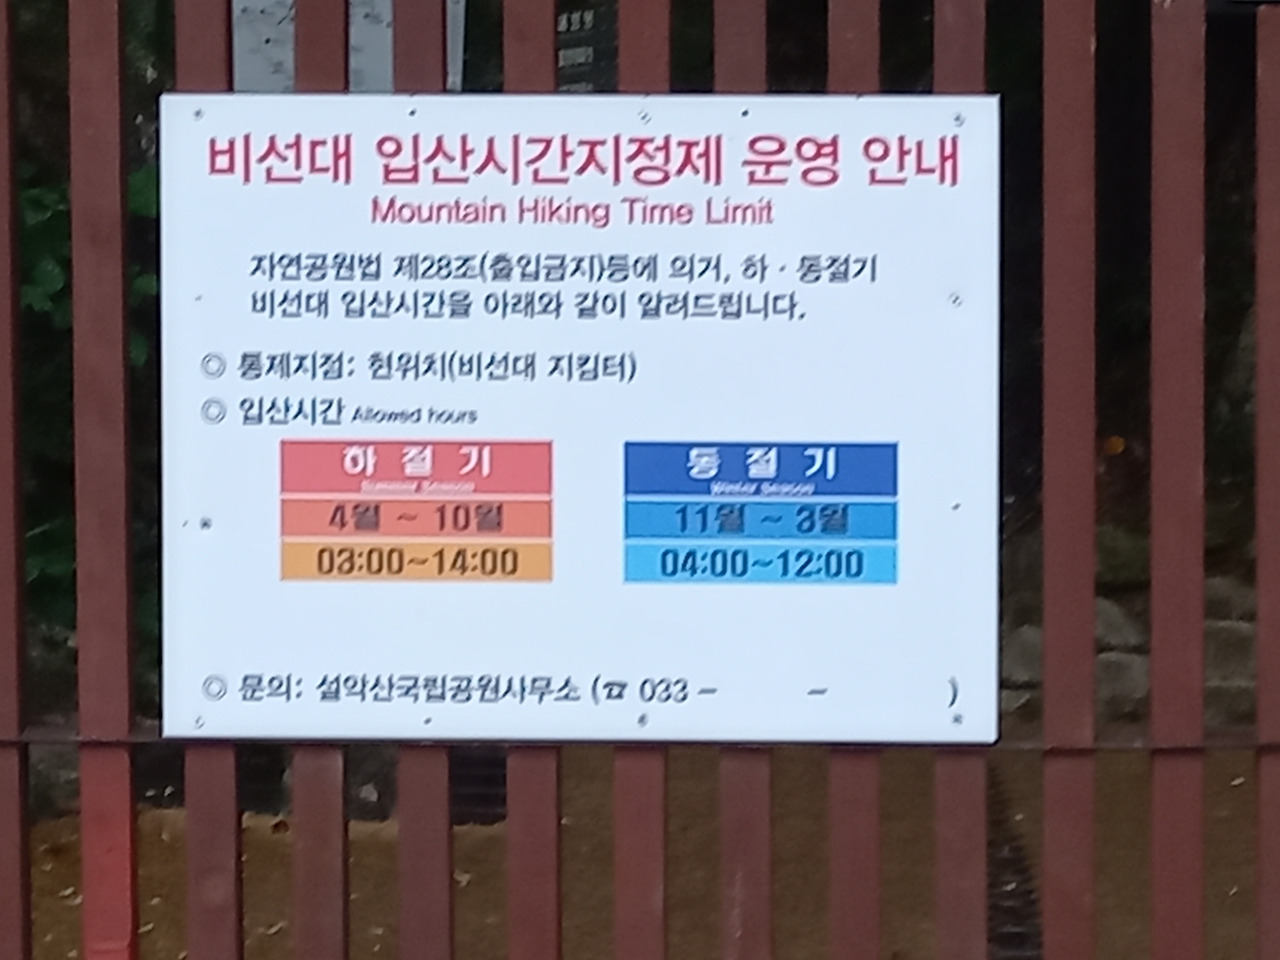 비선대 입산시간지정제 운영 안내
Mountain Hiking Time Limit
자연공원법 제28조(출입금지)등에 의거, 하 · 동절기
비선대 입산시간을 아래와 같이 알려드립니다.
◎ 통제지점: 현위치(비선대 지킴터)
◎ 입산시간 Allowed hours
하 절 기
Summer Season
4월 ~ 10월
03:00~14:00
동 절 기
Winter Season
11월 ~ 3월
04:00~12:00
◎ 문의: 설악산국립공원사무소 (☎ 033 - - )